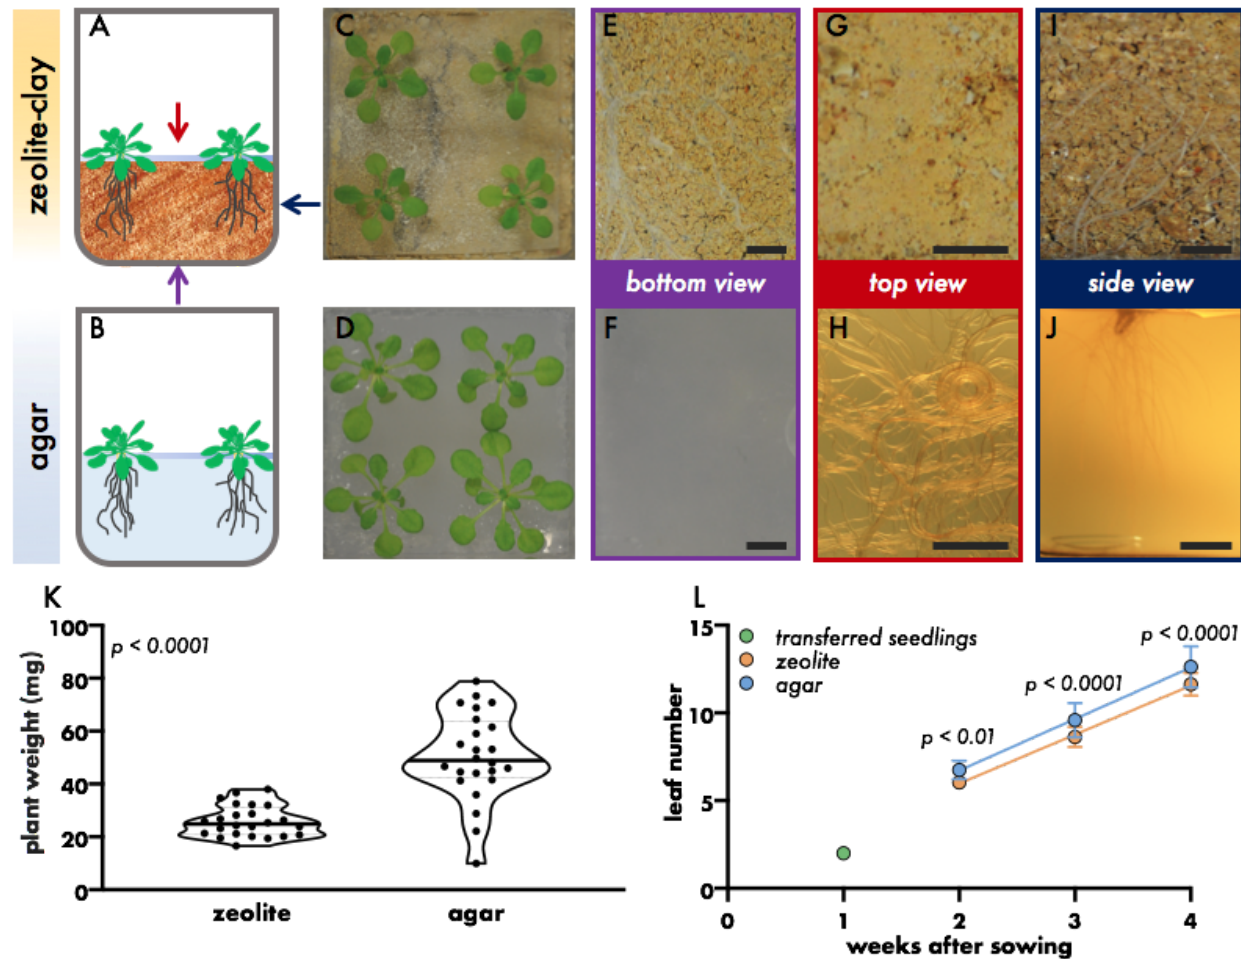 zeolite-clay
A
C
E
G
I
bottom view
top view
side view
agar
B
D
F
H
J
K
p < 0.0001
plant weight (mg)
100
80
60
40
20
0
zeolite
agar
L
transferred seedlings
zeolite
agar
p < 0.01
p < 0.0001
p < 0.0001
leaf number
15
10
5
0
0 1 2 3 4
weeks after sowing